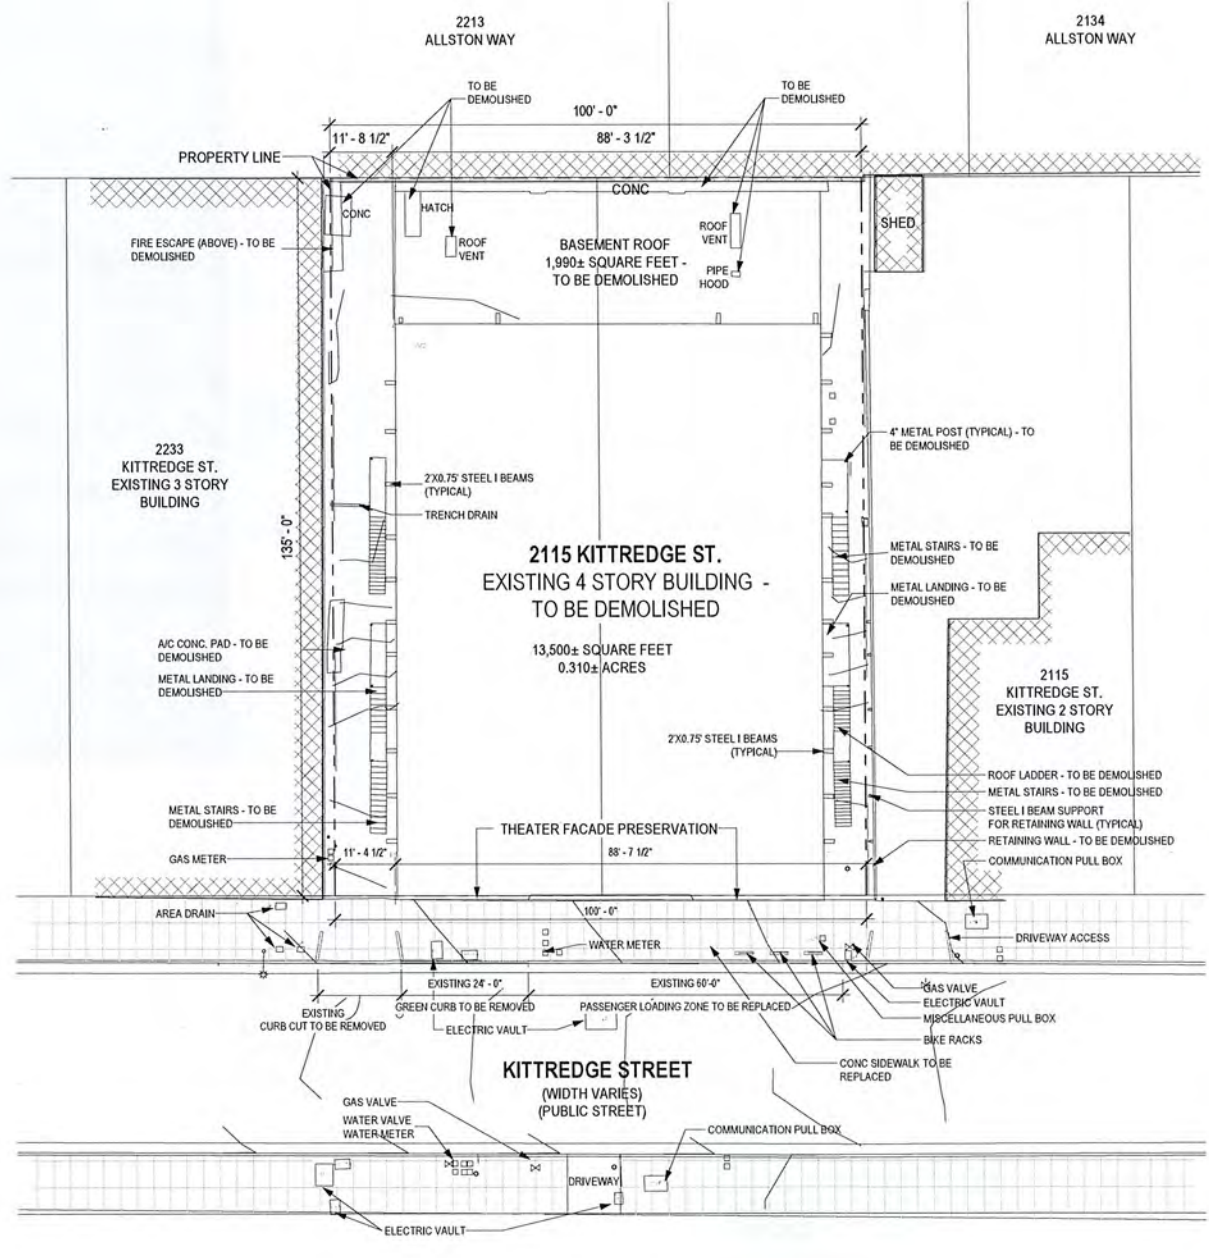 2213
ALLSTON WAY
2134
ALLSTON WAY
TO BE
DEMOLISHED
TO BE
DEMOLISHED
100' - 0"
11' - 8 1/2"
88' - 3 1/2"
PROPERTY LINE
CONC
CONC
HATCH
ROOF
VENT
ROOF
VENT
SHED
FIRE ESCAPE (ABOVE) - TO BE
DEMOLISHED
BASEMENT ROOF
1,990± SQUARE FEET -
TO BE DEMOLISHED
PIPE
HOOD
2233
KITTREDGE ST.
EXISTING 3 STORY
BUILDING
135' - 0"
4" METAL POST (TYPICAL) - TO
BE DEMOLISHED
2'X0.75' STEEL I BEAMS
(TYPICAL)
TRENCH DRAIN
2115 KITTREDGE ST.
EXISTING 4 STORY BUILDING -
TO BE DEMOLISHED
13,500± SQUARE FEET
0.310± ACRES
METAL STAIRS - TO BE
DEMOLISHED
METAL LANDING - TO BE
DEMOLISHED
A/C CONC. PAD - TO BE
DEMOLISHED
METAL LANDING - TO BE
DEMOLISHED
2115
KITTREDGE ST.
EXISTING 2 STORY
BUILDING
2'X0.75' STEEL I BEAMS
(TYPICAL)
ROOF LADDER - TO BE DEMOLISHED
METAL STAIRS - TO BE DEMOLISHED
STEEL I BEAM SUPPORT
FOR RETAINING WALL (TYPICAL)
RETAINING WALL - TO BE DEMOLISHED
COMMUNICATION PULL BOX
METAL STAIRS - TO BE
DEMOLISHED
THEATER FACADE PRESERVATION
GAS METER
11' - 4 1/2"
88' - 7 1/2"
AREA DRAIN
100' - 0"
WATER METER
DRIVEWAY ACCESS
EXISTING 24' - 0"
GREEN CURB TO BE REMOVED
EXISTING 60'-0"
PASSENGER LOADING ZONE TO BE REPLACED
EXISTING
CURB CUT TO BE REMOVED
ELECTRIC VAULT
GAS VALVE
ELECTRIC VAULT
MISCELLANEOUS PULL BOX
BIKE RACKS
CONC SIDEWALK TO BE
REPLACED
KITTREDGE STREET
(WIDTH VARIES)
(PUBLIC STREET)
GAS VALVE
WATER VALVE
WATER METER
COMMUNICATION PULL BOX
DRIVEWAY
ELECTRIC VAULT